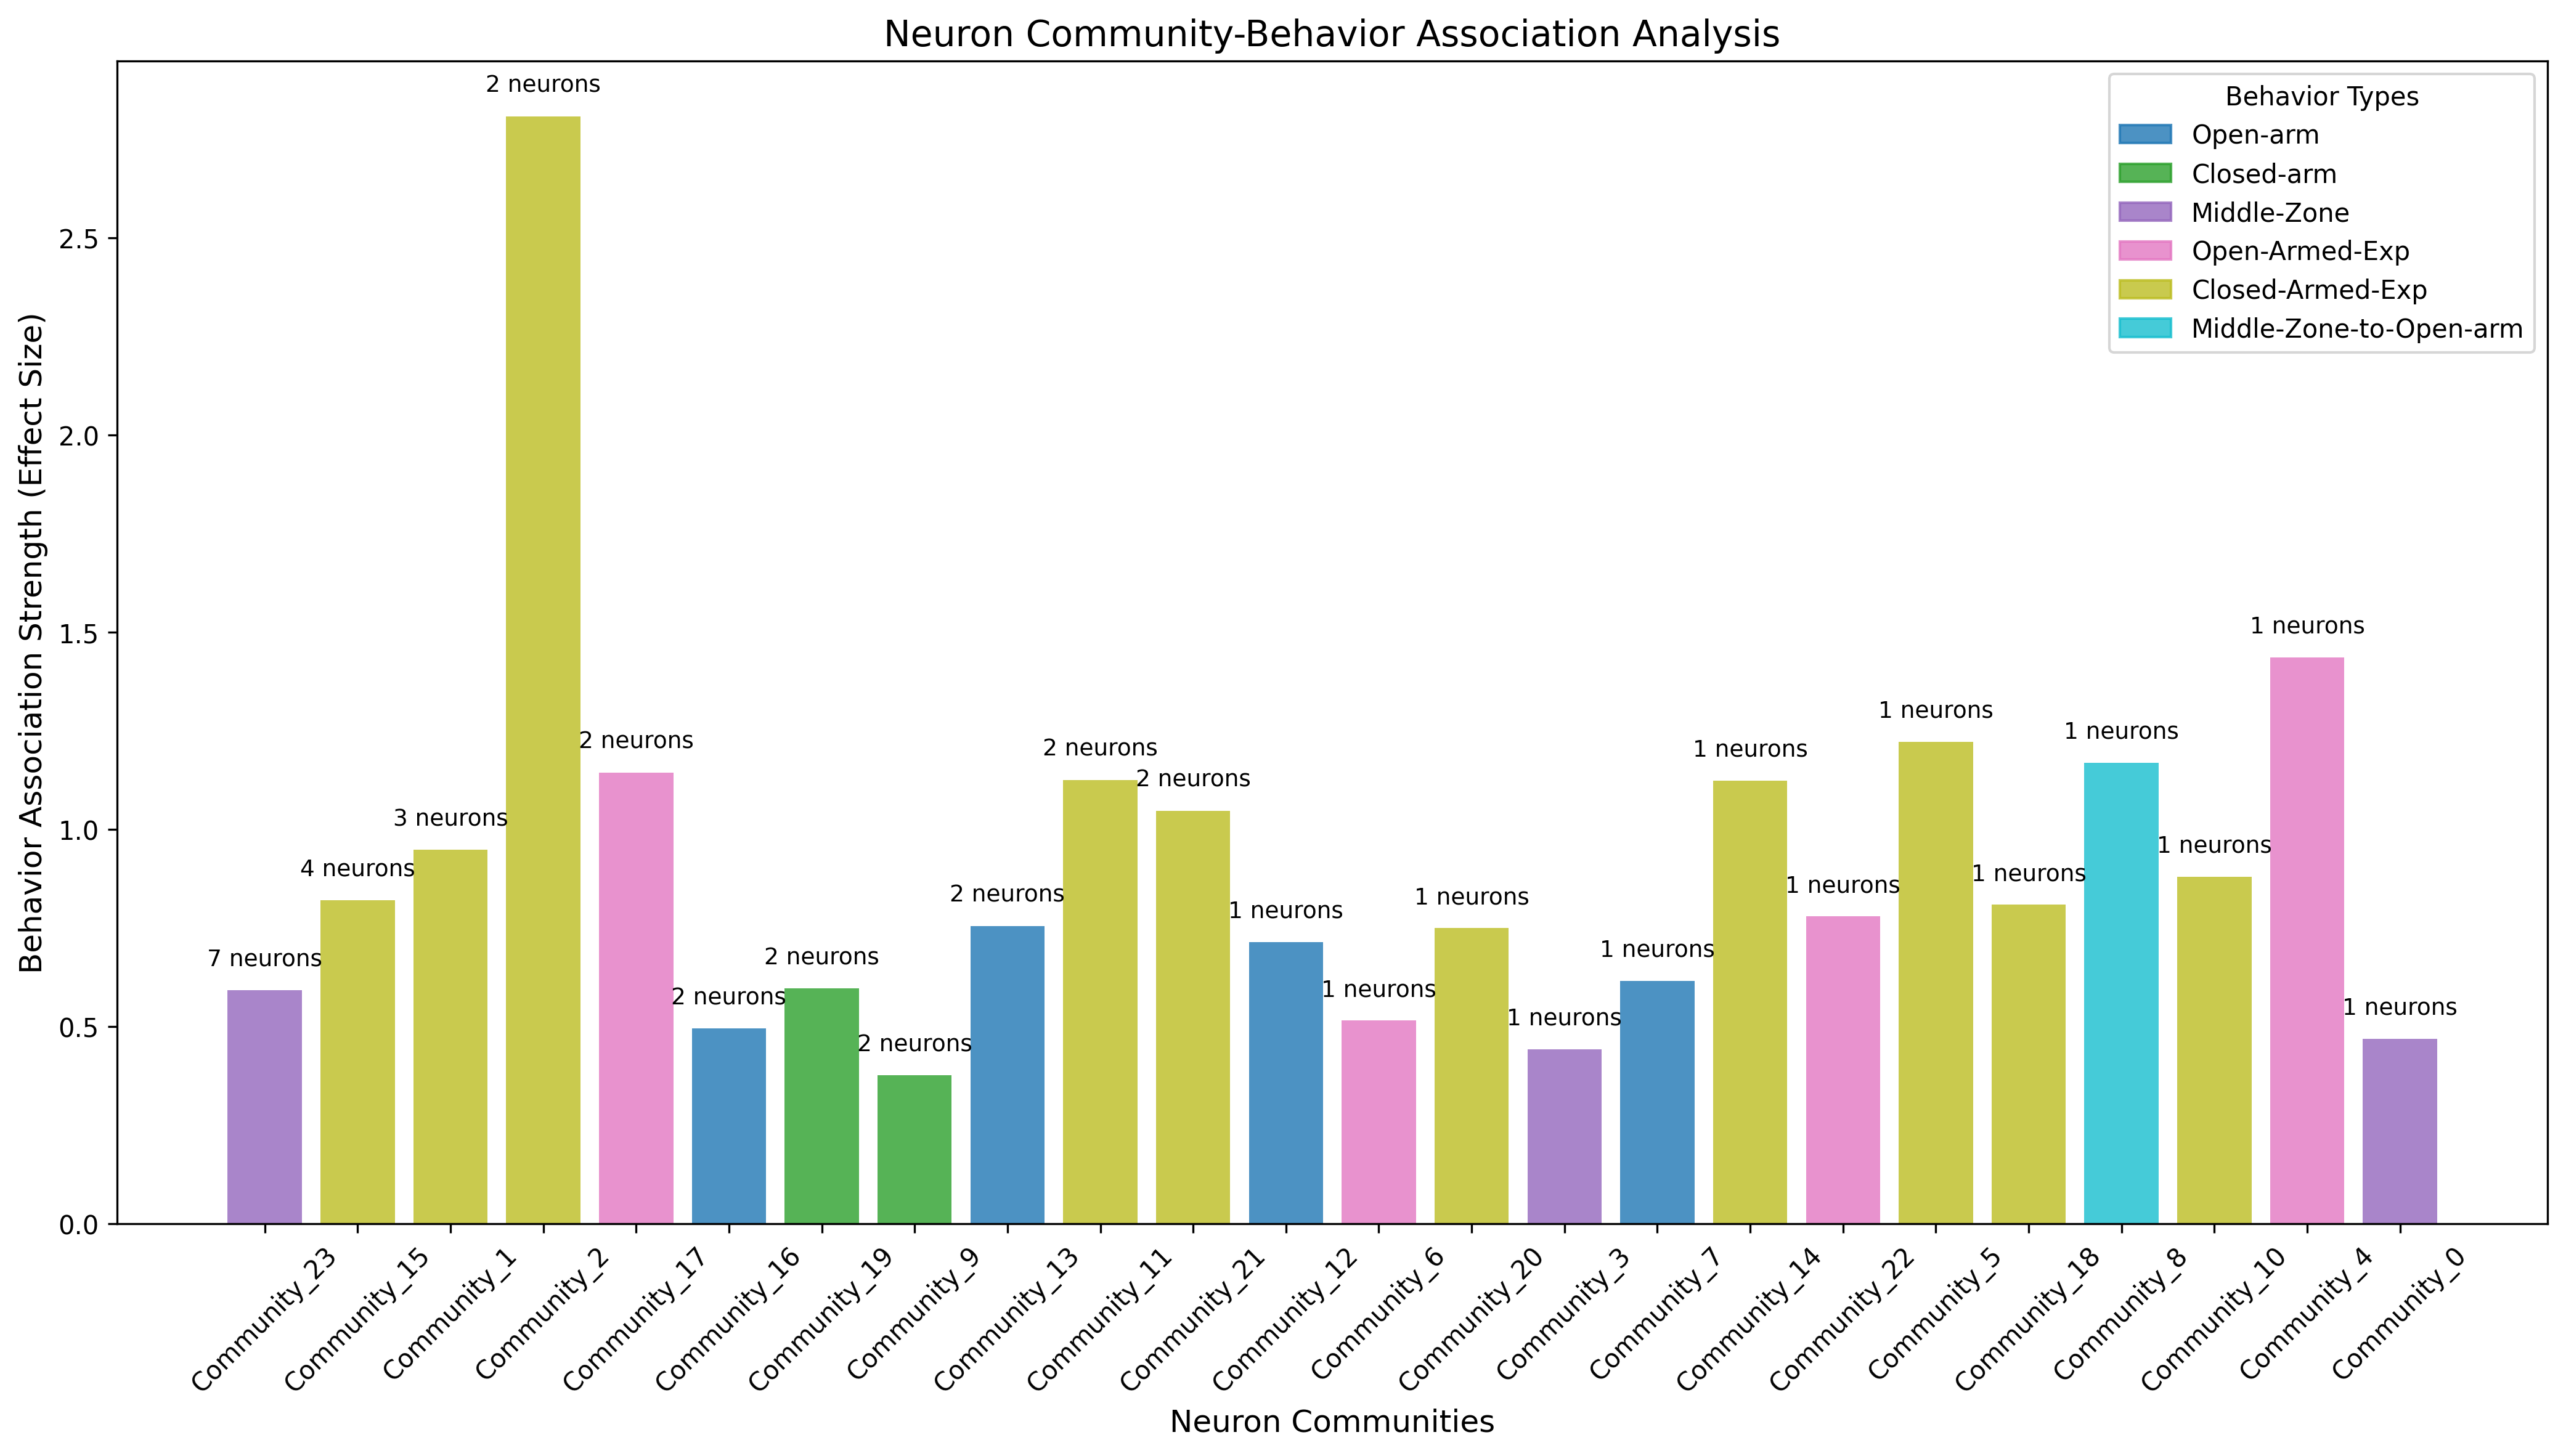 Neuron Community-Behavior Association Analysis
Behavior Types
Open-arm
Closed-arm
Middle-Zone
Open-Armed-Exp
Closed-Armed-Exp
Middle-Zone-to-Open-arm
Behavior Association Strength (Effect Size)
2.5
2.0
1.5
1.0
0.5
0.0
7 neurons
4 neurons
3 neurons
2 neurons
2 neurons
2 neurons
2 neurons
2 neurons
2 neurons
2 neurons
2 neurons
1 neurons
1 neurons
1 neurons
1 neurons
1 neurons
1 neurons
1 neurons
1 neurons
1 neurons
1 neurons
1 neurons
1 neurons
1 neurons
Community_23
Community_15
Community_1
Community_2
Community_17
Community_16
Community_19
Community_9
Community_13
Community_11
Community_21
Community_12
Community_6
Community_20
Community_3
Community_7
Community_14
Community_22
Community_5
Community_18
Community_8
Community_10
Community_4
Community_0
Neuron Communities